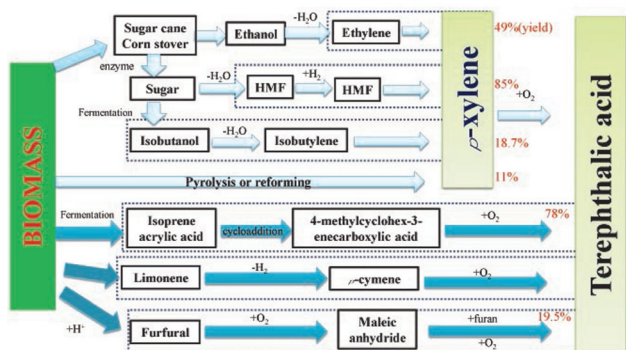 BIOMASS
Sugar cane
Corn stover
Ethanol
-H₂O
Ethylene
49%(yield)
enzyme
Sugar
-H₂O
HMF
+H₂
HMF
85%
Fermentation
Isobutanol
-H₂O
Isobutylene
18.7%
Pyrolysis or reforming
11%
𝜌-xylene
+O₂
Terephthalic acid
Fermentation
Isoprene
acrylic acid
cycloaddition
4-methylcyclohex-3-
enecarboxylic acid
+O₂
78%
Limonene
-H₂
𝜌-cymene
+O₂
+H⁺
Furfural
+O₂
Maleic
anhydride
+furan
+O₂
19.5%